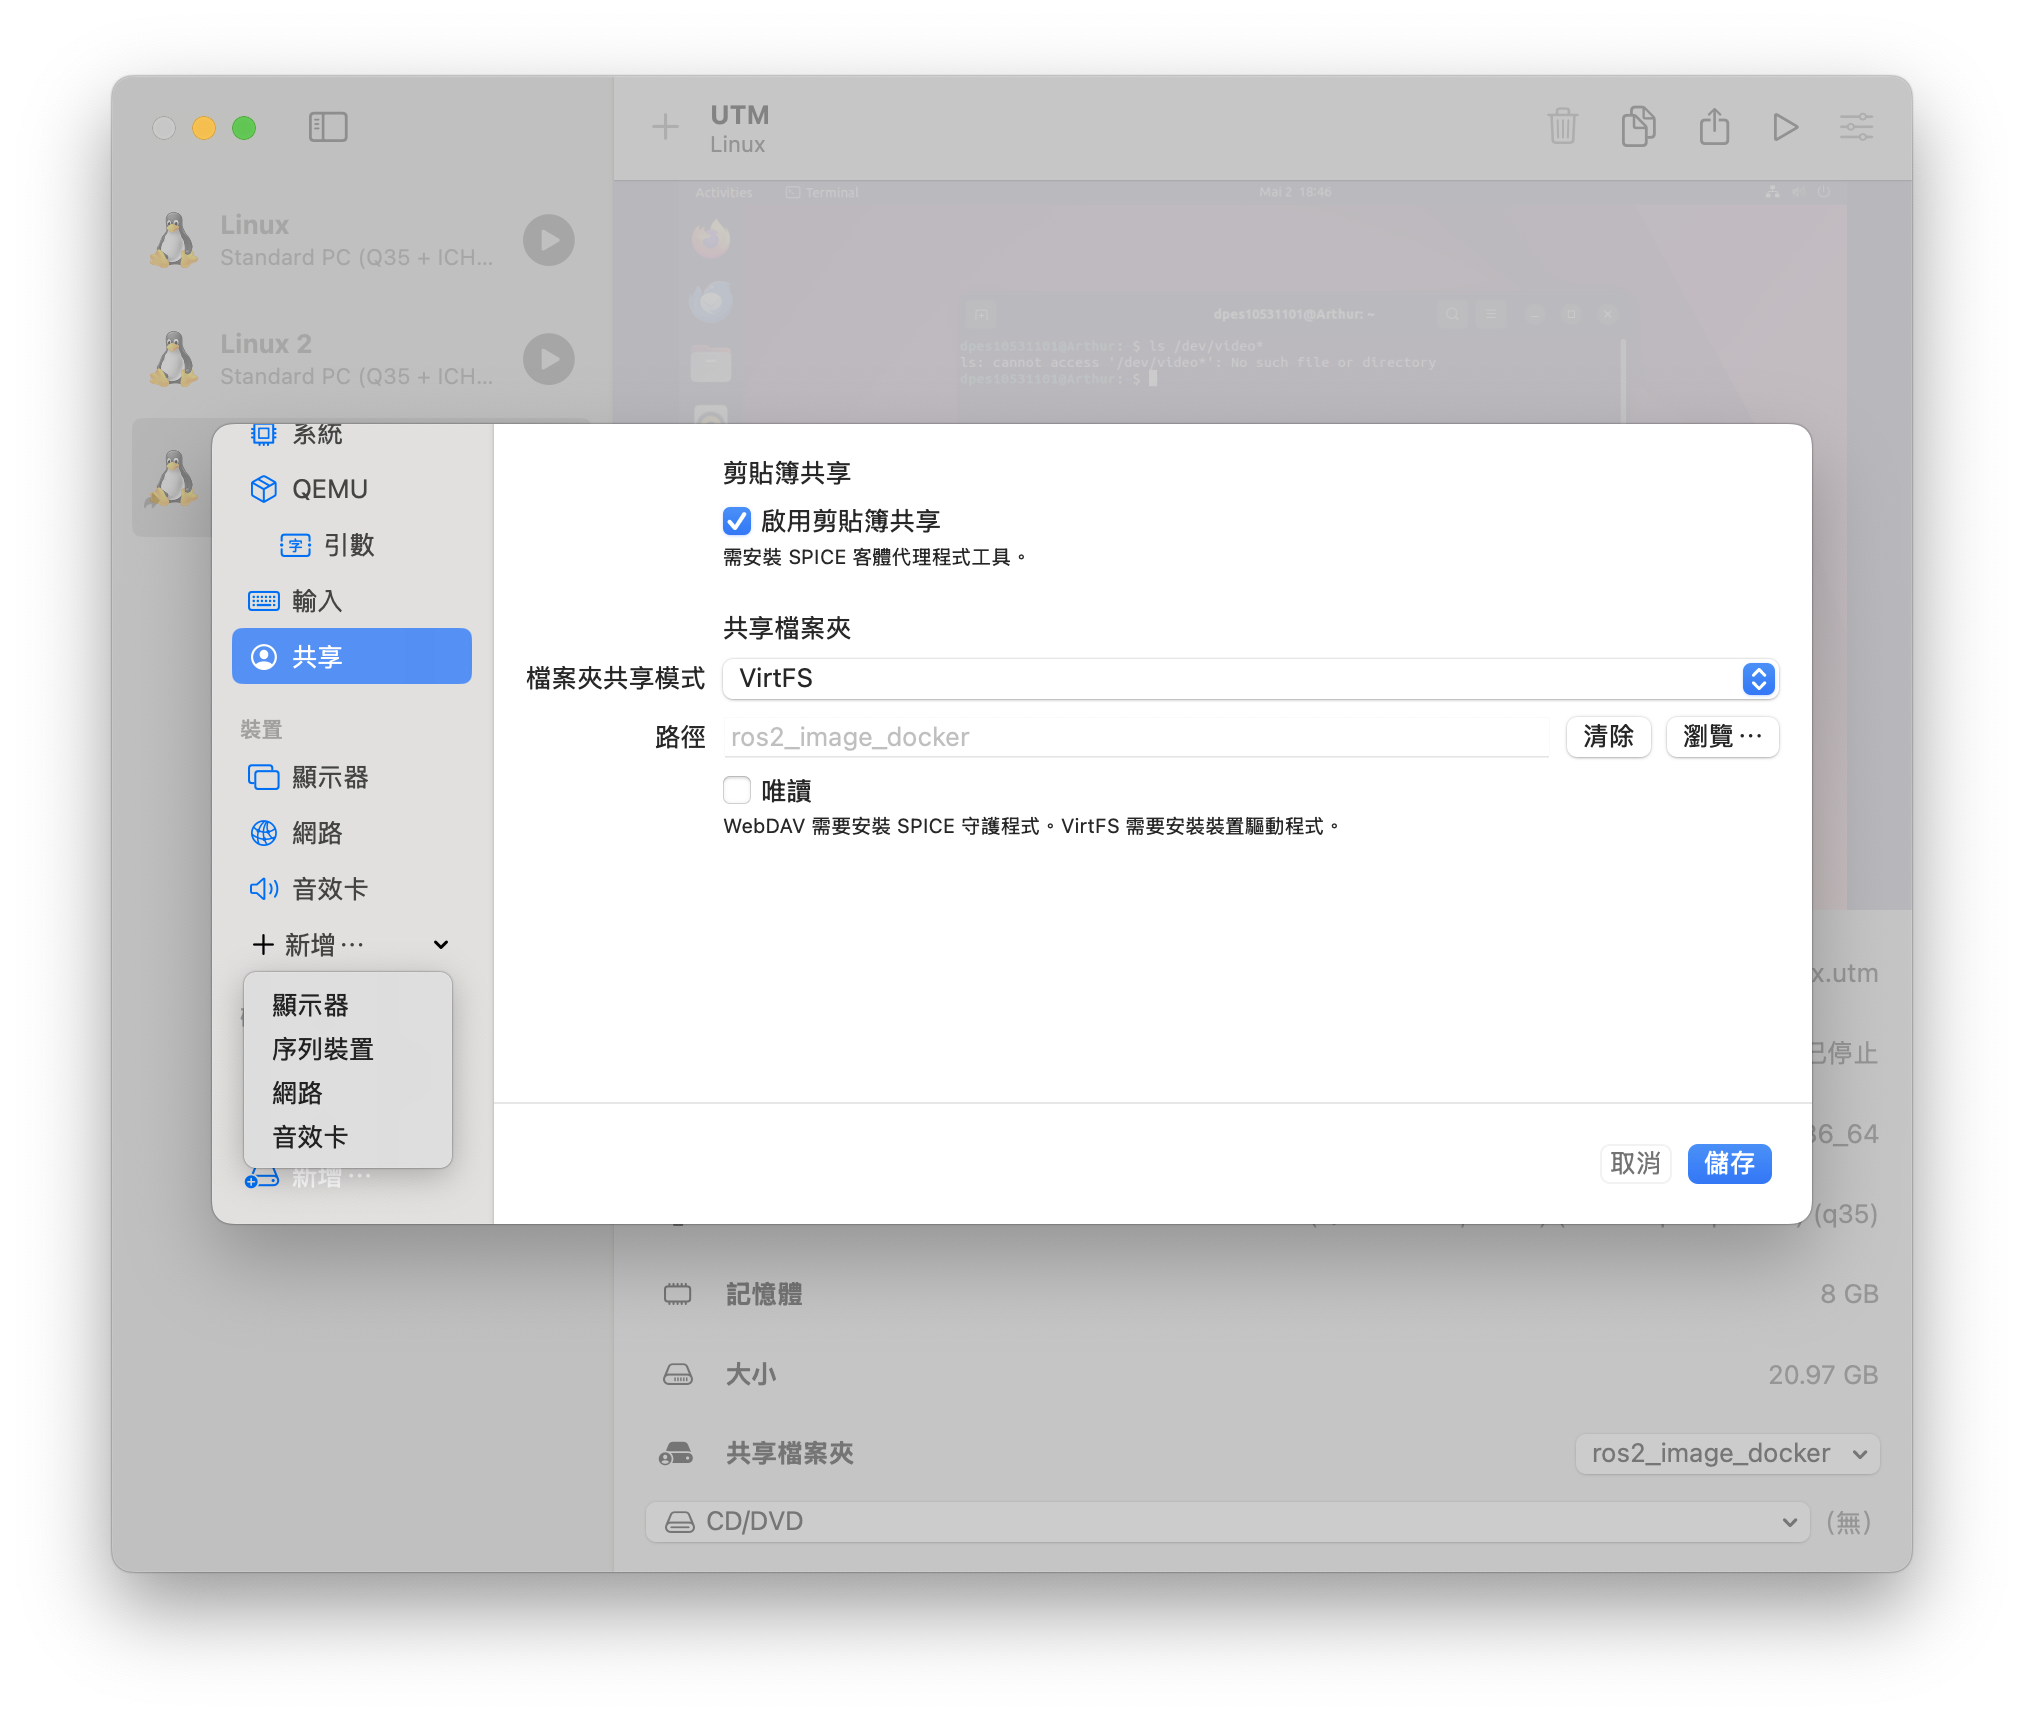 UTM
Linux
Linux
Standard PC (Q35 + ICH...
Linux 2
Standard PC (Q35 + ICH...
Activities
Terminal
Mai 2 18:46
dpes10531101@Arthur: ~
dpes10531101@Arthur:~$ ls /dev/video*
ls: cannot access '/dev/video*': No such file or directory
dpes10531101@Arthur:~$
系統
QEMU
引數
輸入
共享
裝置
顯示器
網路
音效卡
新增…
顯示器
序列裝置
網路
音效卡
新增…
剪貼簿共享
啟用剪貼簿共享
需安裝 SPICE 客體代理程式工具。
共享檔案夾
檔案夾共享模式
VirtFS
路徑
ros2_image_docker
清除
瀏覽…
唯讀
WebDAV 需要安裝 SPICE 守護程式。VirtFS 需要安裝裝置驅動程式。
取消
儲存
x.utm
已停止
86_64
(q35)
記憶體
8 GB
大小
20.97 GB
共享檔案夾
ros2_image_docker
CD/DVD
(無)